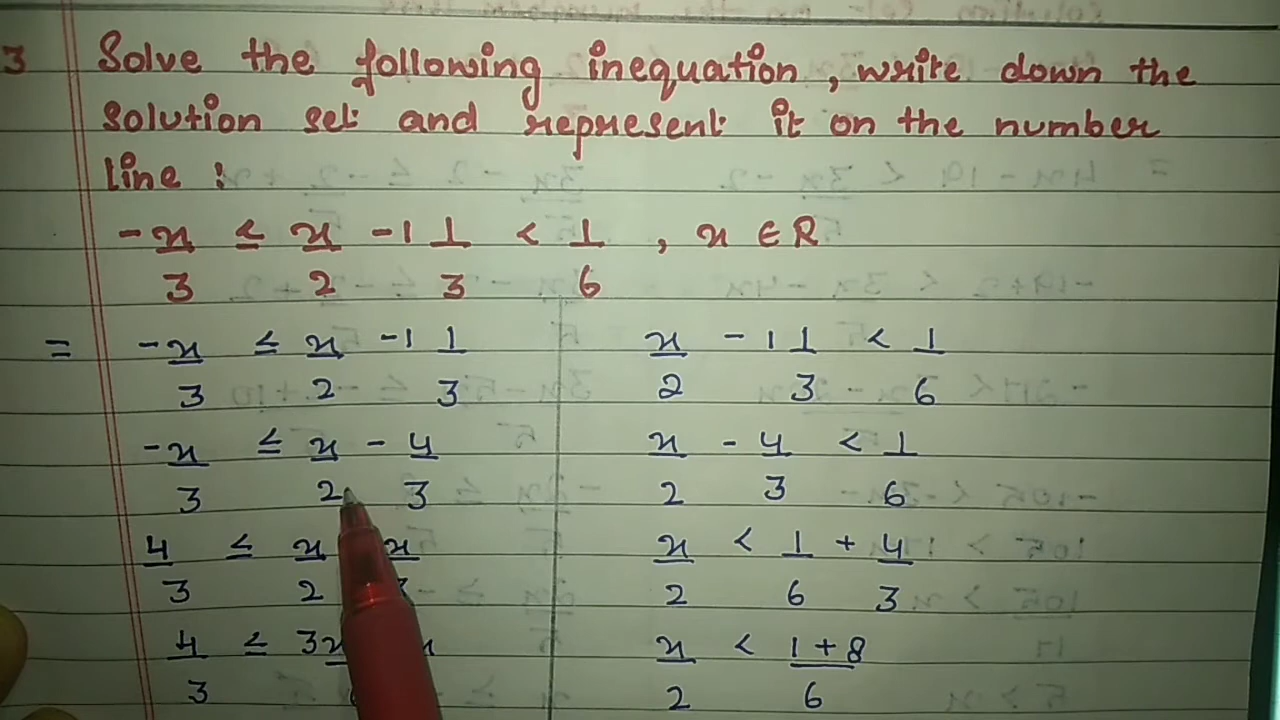 3 Solve the following inequation, write down the
solution set and represent it on the number
line :
-x/3 ≤ x/2 - 1 1/3 < 1/6 , x ∈ R
= -x/3 ≤ x/2 - 1 1/3
-x/3 ≤ x/2 - 4/3
4/3 ≤ x/2 x
4/3 ≤ 3x
x/2 - 1 1/3 < 1/6
x/2 - 4/3 < 1/6
x/2 < 1/6 + 4/3
x/2 < 1+8/6